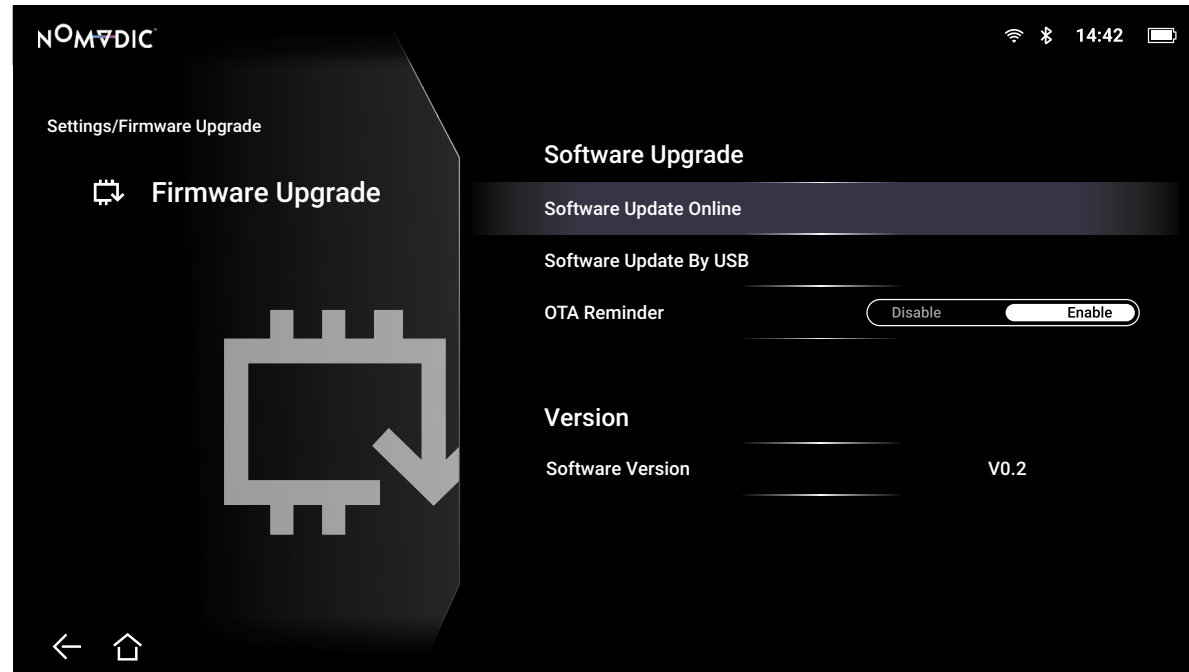 NOMADIC
14:42
Settings/Firmware Upgrade
Firmware Upgrade
Software Upgrade
Software Update Online
Software Update By USB
OTA Reminder Disable Enable
Version
Software Version V0.2